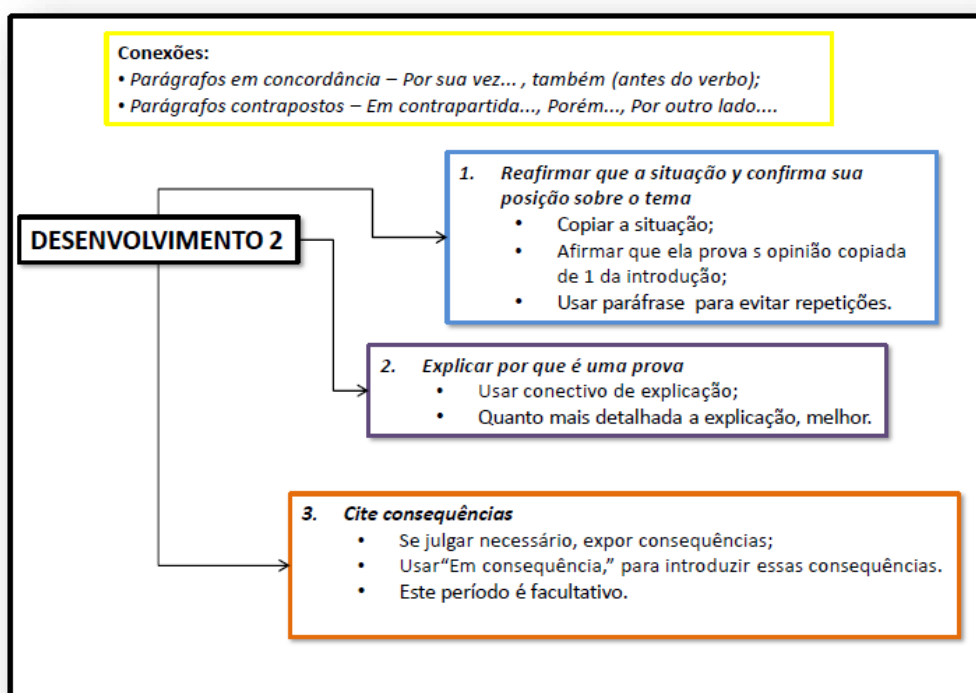 Conexões:
• Parágrafos em concordância – Por sua vez... , também (antes do verbo);
• Parágrafos contrapostos – Em contrapartida..., Porém..., Por outro lado....
1. Reafirmar que a situação y confirma sua
posição sobre o tema
• Copiar a situação;
• Afirmar que ela prova s opinião copiada
de 1 da introdução;
• Usar paráfrase para evitar repetições.
DESENVOLVIMENTO 2
2. Explicar por que é uma prova
• Usar conectivo de explicação;
• Quanto mais detalhada a explicação, melhor.
3. Cite consequências
• Se julgar necessário, expor consequências;
• Usar“Em consequência,” para introduzir essas consequências.
• Este período é facultativo.